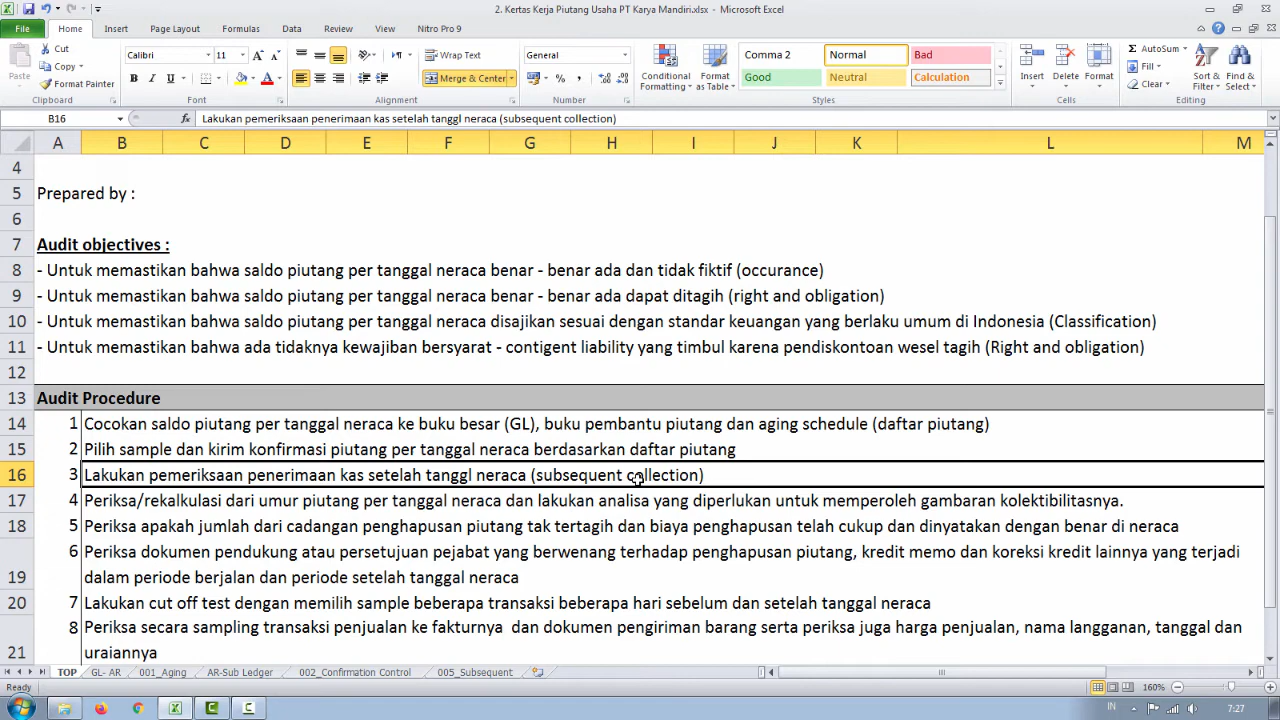 2. Kertas Kerja Piutang Usaha PT Karya Mandiri.xlsx - Microsoft Excel
File Home Insert Page Layout Formulas Data Review View Nitro Pro 9
Paste Cut Copy Format Painter Clipboard
Calibri 11 B I U A Font
Wrap Text Merge & Center Alignment
General % , Number
Conditional Formatting Format as Table
Comma 2 Normal Bad
Good Neutral Calculation Styles
Insert Delete Format Cells
AutoSum Fill Clear Sort & Filter Find & Select Editing
B16 fx Lakukan pemeriksaan penerimaan kas setelah tanggl neraca (subsequent collection)
A B C D E F G H I J K L M
4
5 Prepared by :
6
7 Audit objectives :
8 - Untuk memastikan bahwa saldo piutang per tanggal neraca benar - benar ada dan tidak fiktif (occurance)
9 - Untuk memastikan bahwa saldo piutang per tanggal neraca benar - benar ada dapat ditagih (right and obligation)
10 - Untuk memastikan bahwa saldo piutang per tanggal neraca disajikan sesuai dengan standar keuangan yang berlaku umum di Indonesia (Classification)
11 - Untuk memastikan bahwa ada tidaknya kewajiban bersyarat - contigent liability yang timbul karena pendiskontoan wesel tagih (Right and obligation)
12
13 Audit Procedure
14 1 Cocokan saldo piutang per tanggal neraca ke buku besar (GL), buku pembantu piutang dan aging schedule (daftar piutang)
15 2 Pilih sample dan kirim konfirmasi piutang per tanggal neraca berdasarkan daftar piutang
16 3 Lakukan pemeriksaan penerimaan kas setelah tanggl neraca (subsequent collection)
17 4 Periksa/rekalkulasi dari umur piutang per tanggal neraca dan lakukan analisa yang diperlukan untuk memperoleh gambaran kolektibilitasnya.
18 5 Periksa apakah jumlah dari cadangan penghapusan piutang tak tertagih dan biaya penghapusan telah cukup dan dinyatakan dengan benar di neraca
6 Periksa dokumen pendukung atau persetujuan pejabat yang berwenang terhadap penghapusan piutang, kredit memo dan koreksi kredit lainnya yang terjadi
19 dalam periode berjalan dan periode setelah tanggal neraca
20 7 Lakukan cut off test dengan memilih sample beberapa transaksi beberapa hari sebelum dan setelah tanggal neraca
8 Periksa secara sampling transaksi penjualan ke fakturnya dan dokumen pengiriman barang serta periksa juga harga penjualan, nama langganan, tanggal dan
21 uraiannya
TOP GL- AR 001_Aging AR-Sub Ledger 002_Confirmation Control 005_Subsequent
Ready 160%
IN 7:27